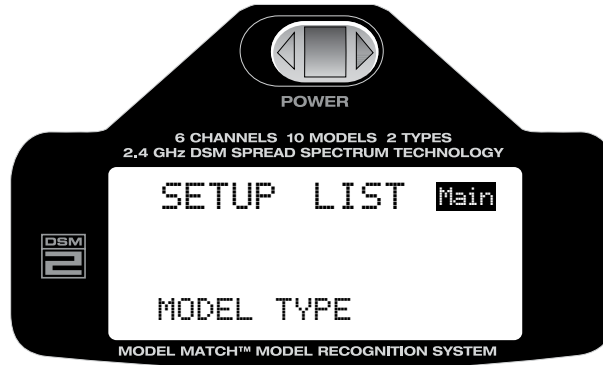 POWER
6 CHANNELS 10 MODELS 2 TYPES
2.4 GHz DSM SPREAD SPECTRUM TECHNOLOGY
SETUP LIST Main
DSM
2
MODEL TYPE
MODEL MATCH™ MODEL RECOGNITION SYSTEM